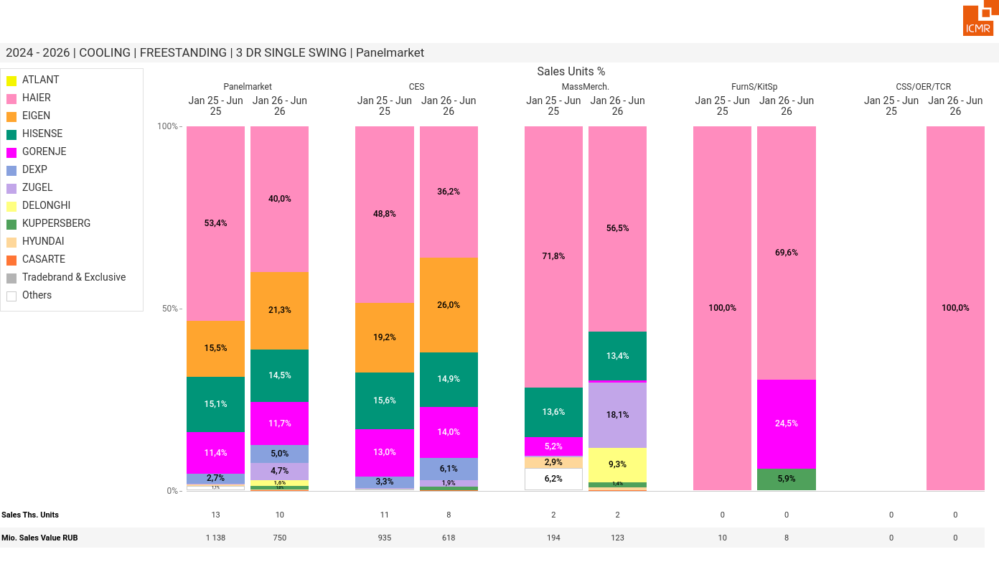 ICMR
2024 - 2026 | COOLING | FREESTANDING | 3 DR SINGLE SWING | Panelmarket
ATLANT
HAIER
EIGEN
HISENSE
GORENJE
DEXP
ZUGEL
DELONGHI
KUPPERSBERG
HYUNDAI
CASARTE
Tradebrand & Exclusive
Others
Sales Units %
Panelmarket CES MassMerch. FurnS/KitSp CSS/OER/TCR
Jan 25 - Jun Jan 26 - Jun Jan 25 - Jun Jan 26 - Jun Jan 25 - Jun Jan 26 - Jun Jan 25 - Jun Jan 26 - Jun Jan 25 - Jun Jan 26 - Jun
25 26 25 26 25 26 25 26 25 26
100%
50%
0%
53,4%
15,5%
15,1%
11,4%
2,7%
1,1%
40,0%
21,3%
14,5%
11,7%
5,0%
4,7%
1,6%
48,8%
19,2%
15,6%
13,0%
3,3%
36,2%
26,0%
14,9%
14,0%
6,1%
1,9%
71,8%
13,6%
5,2%
2,9%
6,2%
56,5%
13,4%
18,1%
9,3%
1,4%
100,0%
69,6%
24,5%
5,9%
100,0%
Sales Ths. Units 13 10 11 8 2 2 0 0 0 0
Mio. Sales Value RUB 1 138 750 935 618 194 123 10 8 0 0